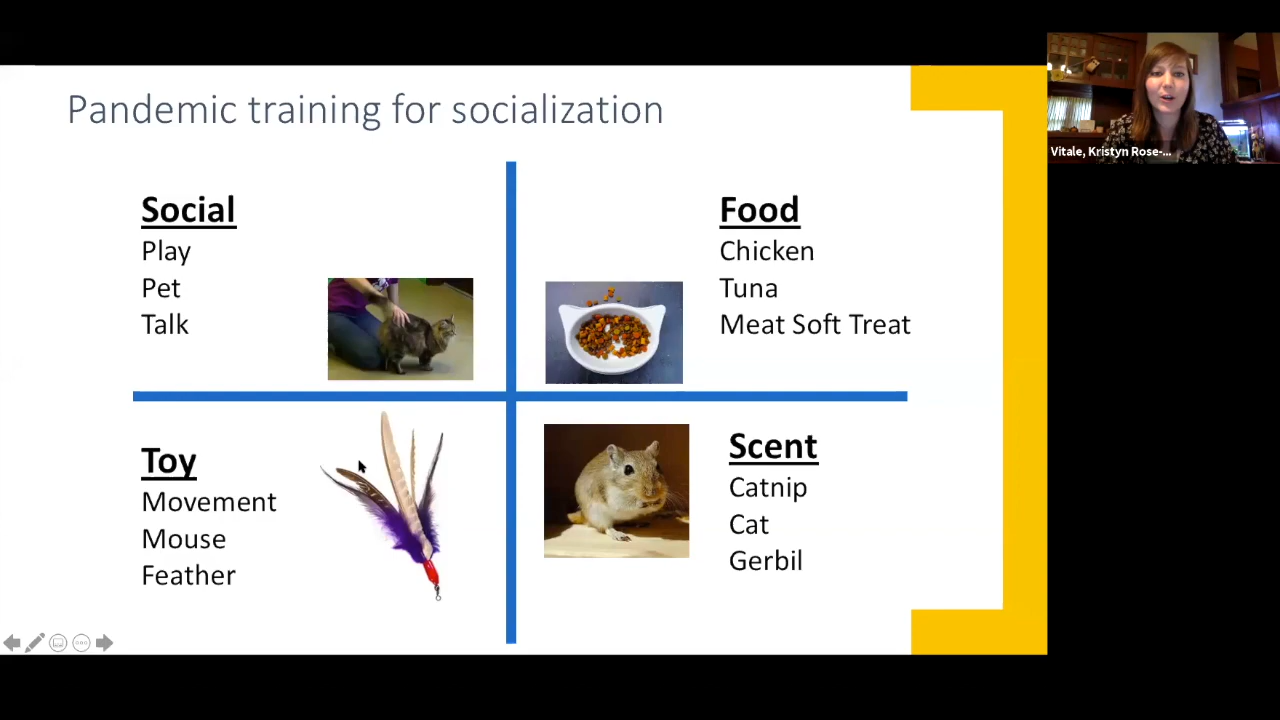 Pandemic training for socialization
Social
Play
Pet
Talk
Food
Chicken
Tuna
Meat Soft Treat
Toy
Movement
Mouse
Feather
Scent
Catnip
Cat
Gerbil
Vitale, Kristyn Rose-...